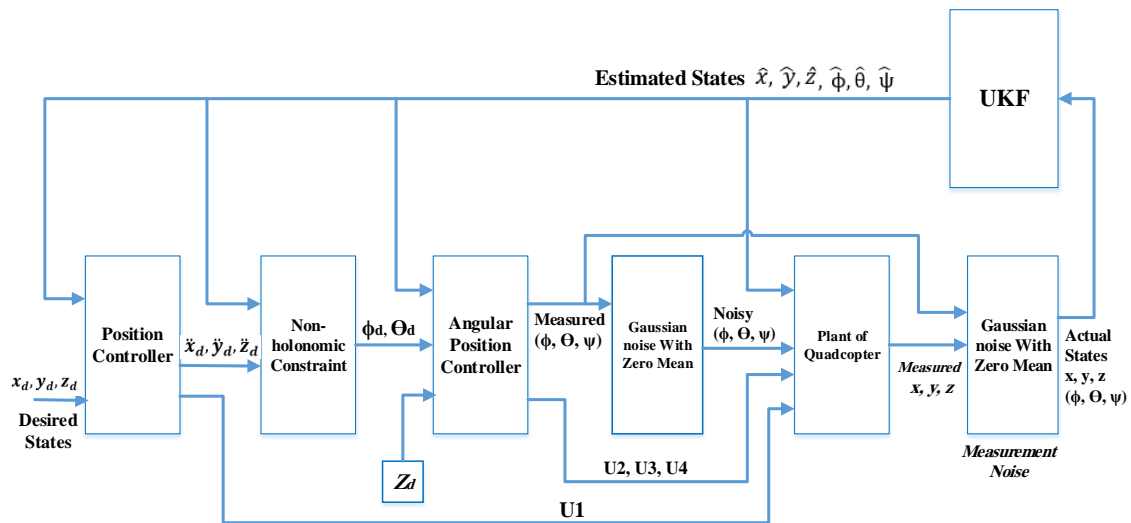 Estimated States x̂, ŷ, ẑ, ϕ̂, θ̂, ψ̂
UKF
Position
Controller
ẍd, ÿd, z̈d
xd, yd, zd
Desired
States
Non-
holonomic
Constraint
ϕd, Ɵd
Angular
Position
Controller
Zd
Measured
(ϕ, Ɵ, ψ)
Gaussian
noise With
Zero Mean
Noisy
(ϕ, Ɵ, ψ)
Plant of
Quadcopter
Measured
x, y, z
Gaussian
noise With
Zero Mean
Actual
States
x, y, z
(ϕ, Ɵ, ψ)
Measurement
Noise
U2, U3, U4
U1